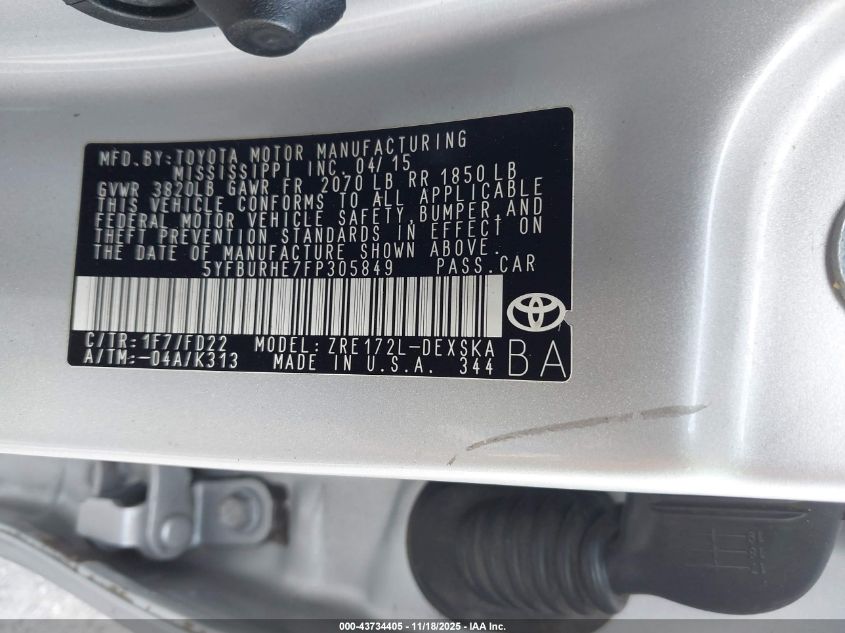 MFD. BY: TOYOTA MOTOR MANUFACTURING
MISSISSIPPI INC. 04/15
GVWR 3820LB GAWR FR 2070 LB RR 1850 LB
THIS VEHICLE CONFORMS TO ALL APPLICABLE
FEDERAL MOTOR VEHICLE SAFETY, BUMPER, AND
THEFT PREVENTION STANDARDS IN EFFECT ON
THE DATE OF MANUFACTURE SHOWN ABOVE.
5YFBURHE7FP305849 PASS. CAR
C/TR: 1F7/FD22 MODEL: ZRE172L-DEXSKA
A/TM: -04A/K313 MADE IN U.S.A. 344 BA
000-43734405 - 11/18/2025 - IAA Inc.